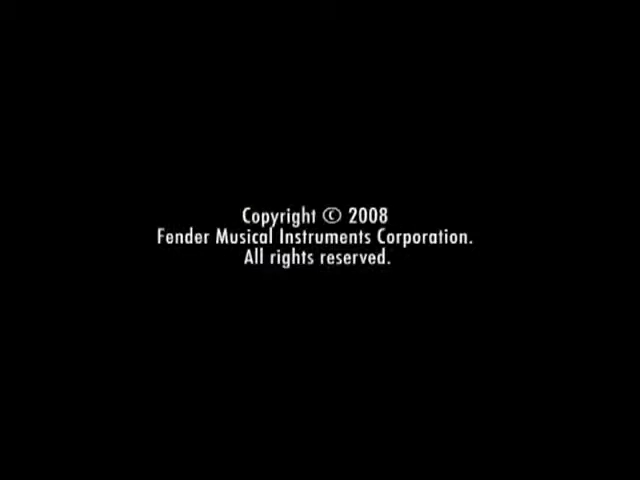 Copyright © 2008
Fender Musical Instruments Corporation.
All rights reserved.